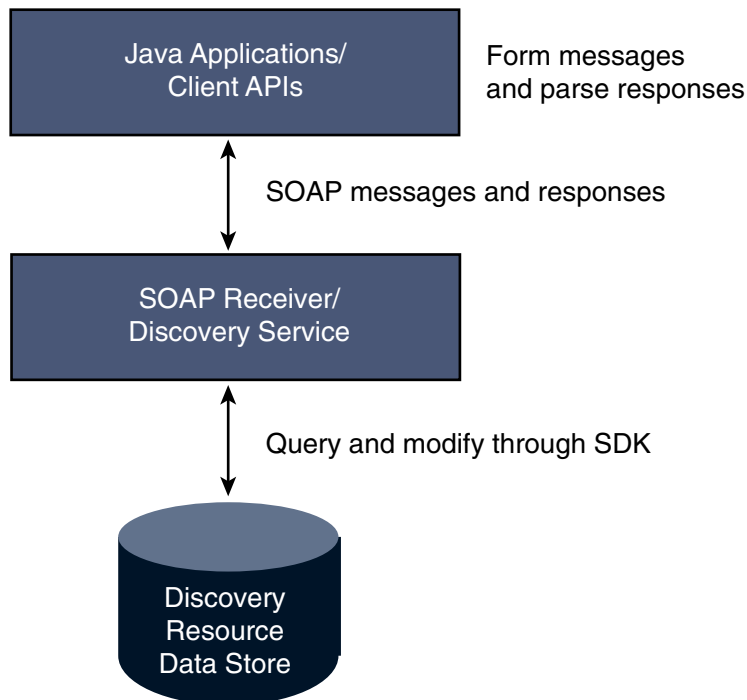 Java Applications/
Client APIs
Form messages
and parse responses
SOAP messages and responses
SOAP Receiver/
Discovery Service
Query and modify through SDK
Discovery
Resource
Data Store